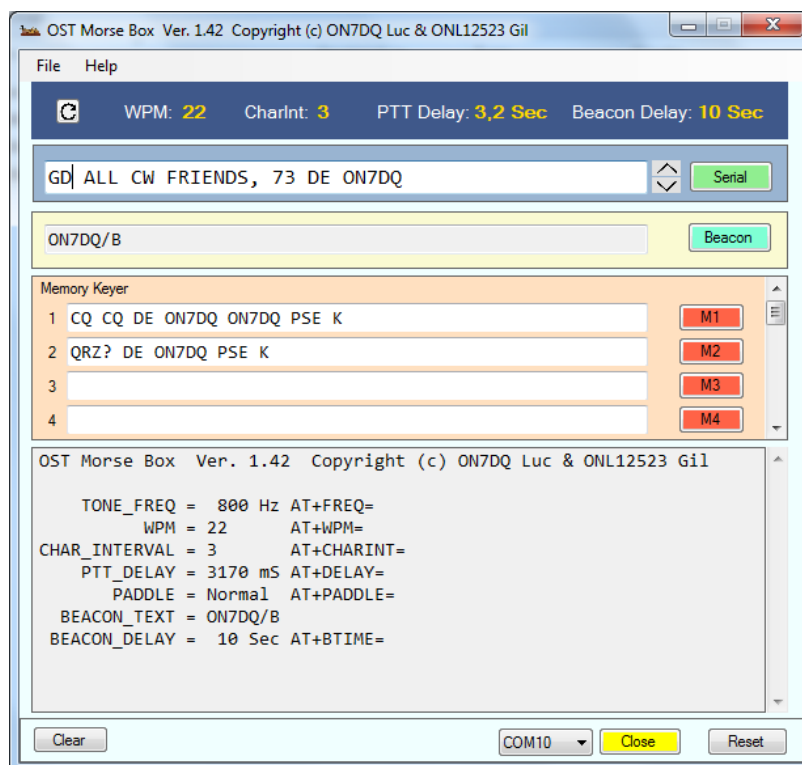 OST Morse Box Ver. 1.42 Copyright (c) ON7DQ Luc & ONL12523 Gil
File Help
WPM: 22 CharInt: 3 PTT Delay: 3,2 Sec Beacon Delay: 10 Sec
GD ALL CW FRIENDS, 73 DE ON7DQ Serial
ON7DQ/B Beacon
Memory Keyer
1 CQ CQ DE ON7DQ ON7DQ PSE K M1
2 QRZ? DE ON7DQ PSE K M2
3 M3
4 M4
OST Morse Box Ver. 1.42 Copyright (c) ON7DQ Luc & ONL12523 Gil
TONE_FREQ = 800 Hz AT+FREQ=
WPM = 22 AT+WPM=
CHAR_INTERVAL = 3 AT+CHARINT=
PTT_DELAY = 3170 mS AT+DELAY=
PADDLE = Normal AT+PADDLE=
BEACON_TEXT = ON7DQ/B
BEACON_DELAY = 10 Sec AT+BTIME=
Clear COM10 Close Reset